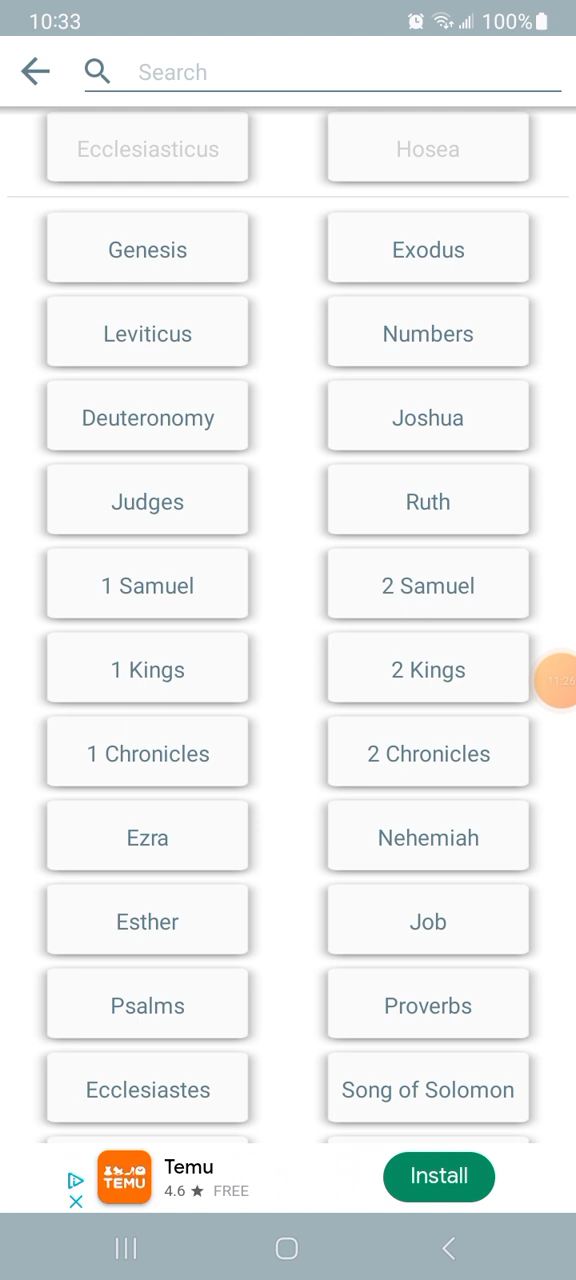 10:33 100%
Search
Ecclesiasticus Hosea
Genesis Exodus
Leviticus Numbers
Deuteronomy Joshua
Judges Ruth
1 Samuel 2 Samuel
1 Kings 2 Kings
11:25
1 Chronicles 2 Chronicles
Ezra Nehemiah
Esther Job
Psalms Proverbs
Ecclesiastes Song of Solomon
TEMU
Temu
4.6 ★ FREE
Install